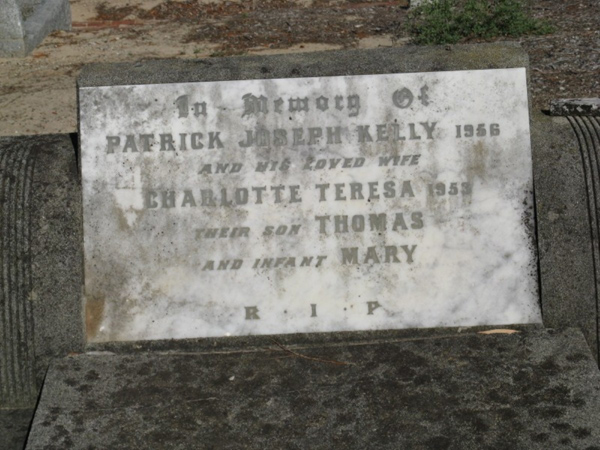 In Memory Of
PATRICK JOSEPH KELLY 1956
AND HIS LOVED WIFE
CHARLOTTE TERESA 1953
THEIR SON THOMAS
AND INFANT MARY
R · I · P